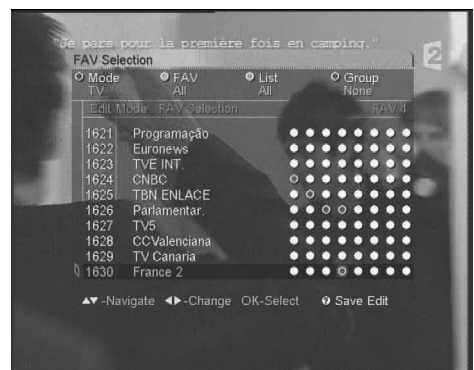 "Je pars pour la première fois en camping."
2
FAV Selection
Mode FAV List Group
TV All All None
Edit Mode : FAV Selection FAV 4
1621 Programação
1622 Euronews
1623 TVE INT.
1624 CNBC
1625 TBN ENLACE
1626 Parlamentar.
1627 TV5
1628 CCValenciana
1629 TV Canaria
1630 France 2
-Navigate -Change OK-Select Save Edit